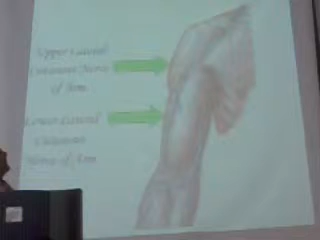 Upper Lateral
Cutaneous Nerve
of Arm
Lower Lateral
Cutaneous
Nerve of Arm